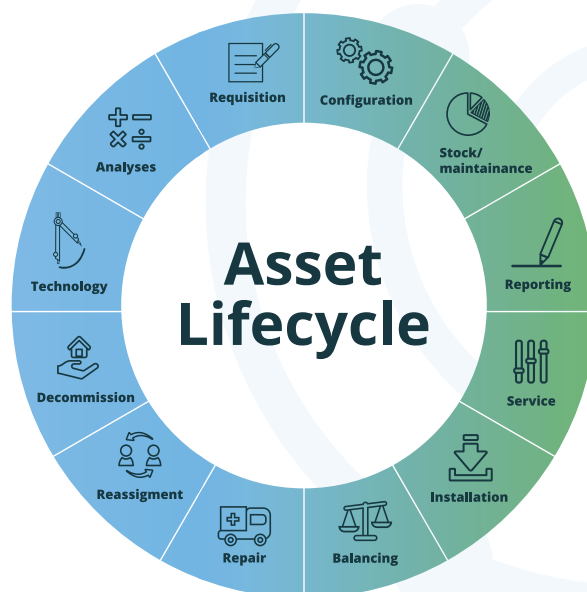 Requisition
Configuration
Stock/
maintainance
Reporting
Service
Installation
Balancing
Repair
Reassigment
Decommission
Technology
Analyses
Asset
Lifecycle